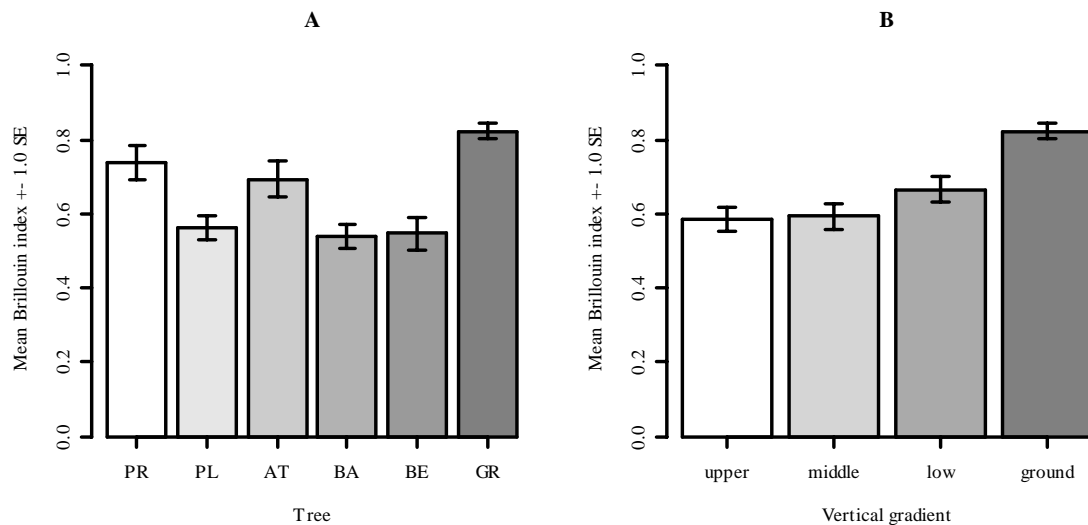 A
Mean Brillouin index +- 1.0 SE
1.0
0.8
0.6
0.4
0.2
0.0
PR PL AT BA BE GR
Tree
B
Mean Brillouin index +- 1.0 SE
1.0
0.8
0.6
0.4
0.2
0.0
upper middle low ground
Vertical gradient